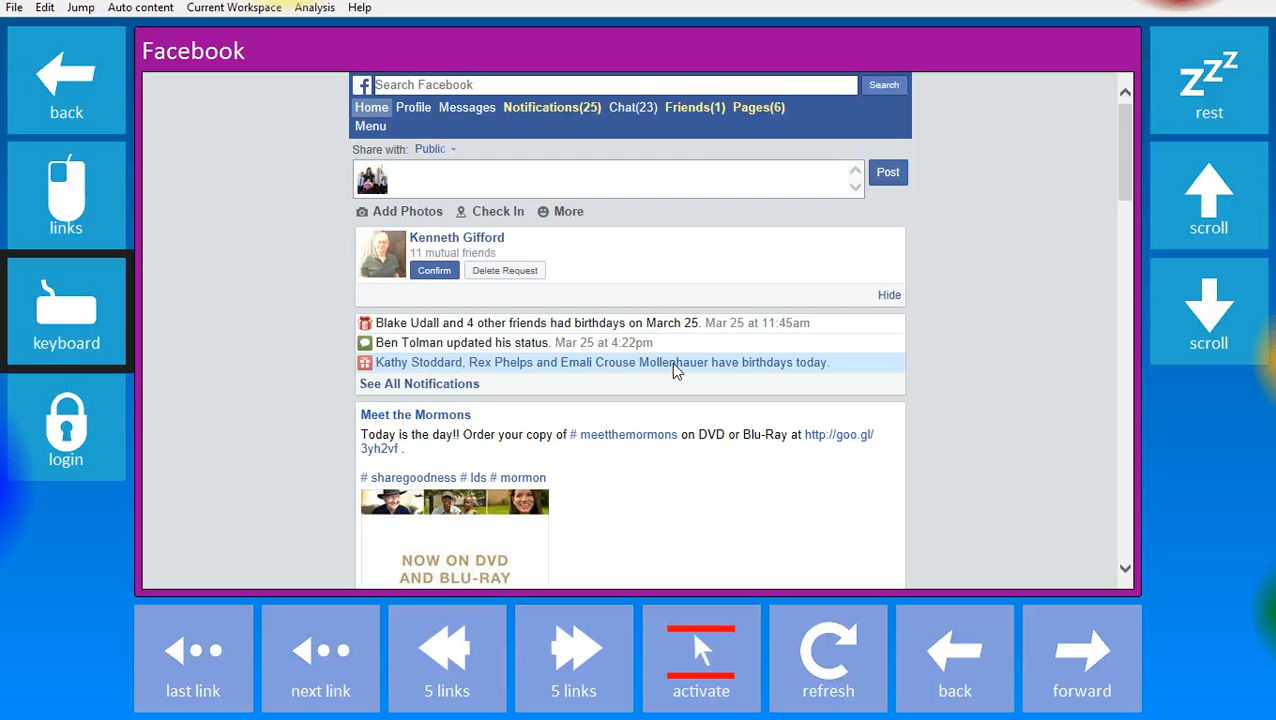 File Edit Jump Auto content Current Workspace Analysis Help
back
links
keyboard
login
Facebook
Search Facebook Search
Home Profile Messages Notifications(25) Chat(23) Friends(1) Pages(6)
Menu
Share with: Public
Post
Add Photos Check In More
Kenneth Gifford
11 mutual friends
Confirm Delete Request
Hide
Blake Udall and 4 other friends had birthdays on March 25. Mar 25 at 11:45am
Ben Tolman updated his status. Mar 25 at 4:22pm
Kathy Stoddard, Rex Phelps and Emali Crouse Mollenhauer have birthdays today.
See All Notifications
Meet the Mormons
Today is the day!! Order your copy of # meetthemormons on DVD or Blu-Ray at http://goo.gl/
3yh2vf .
# sharegoodness # lds # mormon
NOW ON DVD
AND BLU-RAY
zzz
rest
scroll
scroll
last link
next link
5 links
5 links
activate
refresh
back
forward